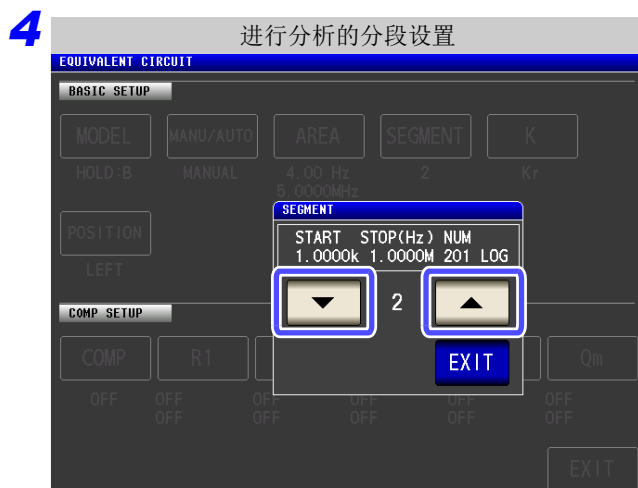 4
进行分析的分段设置
EQUIVALENT CIRCUIT
BASIC SETUP
MODEL MANU/AUTO AREA SEGMENT K
HOLD:B MANUAL 4.00 Hz 2 Kr
5.0000MHz
POSITION
LEFT
SEGMENT
START STOP(Hz) NUM
1.0000k 1.0000M 201 LOG
▼ 2 ▲
EXIT
COMP SETUP
COMP R1 Qm
OFF OFF OFF OFF OFF OFF
OFF OFF OFF OFF OFF
EXIT